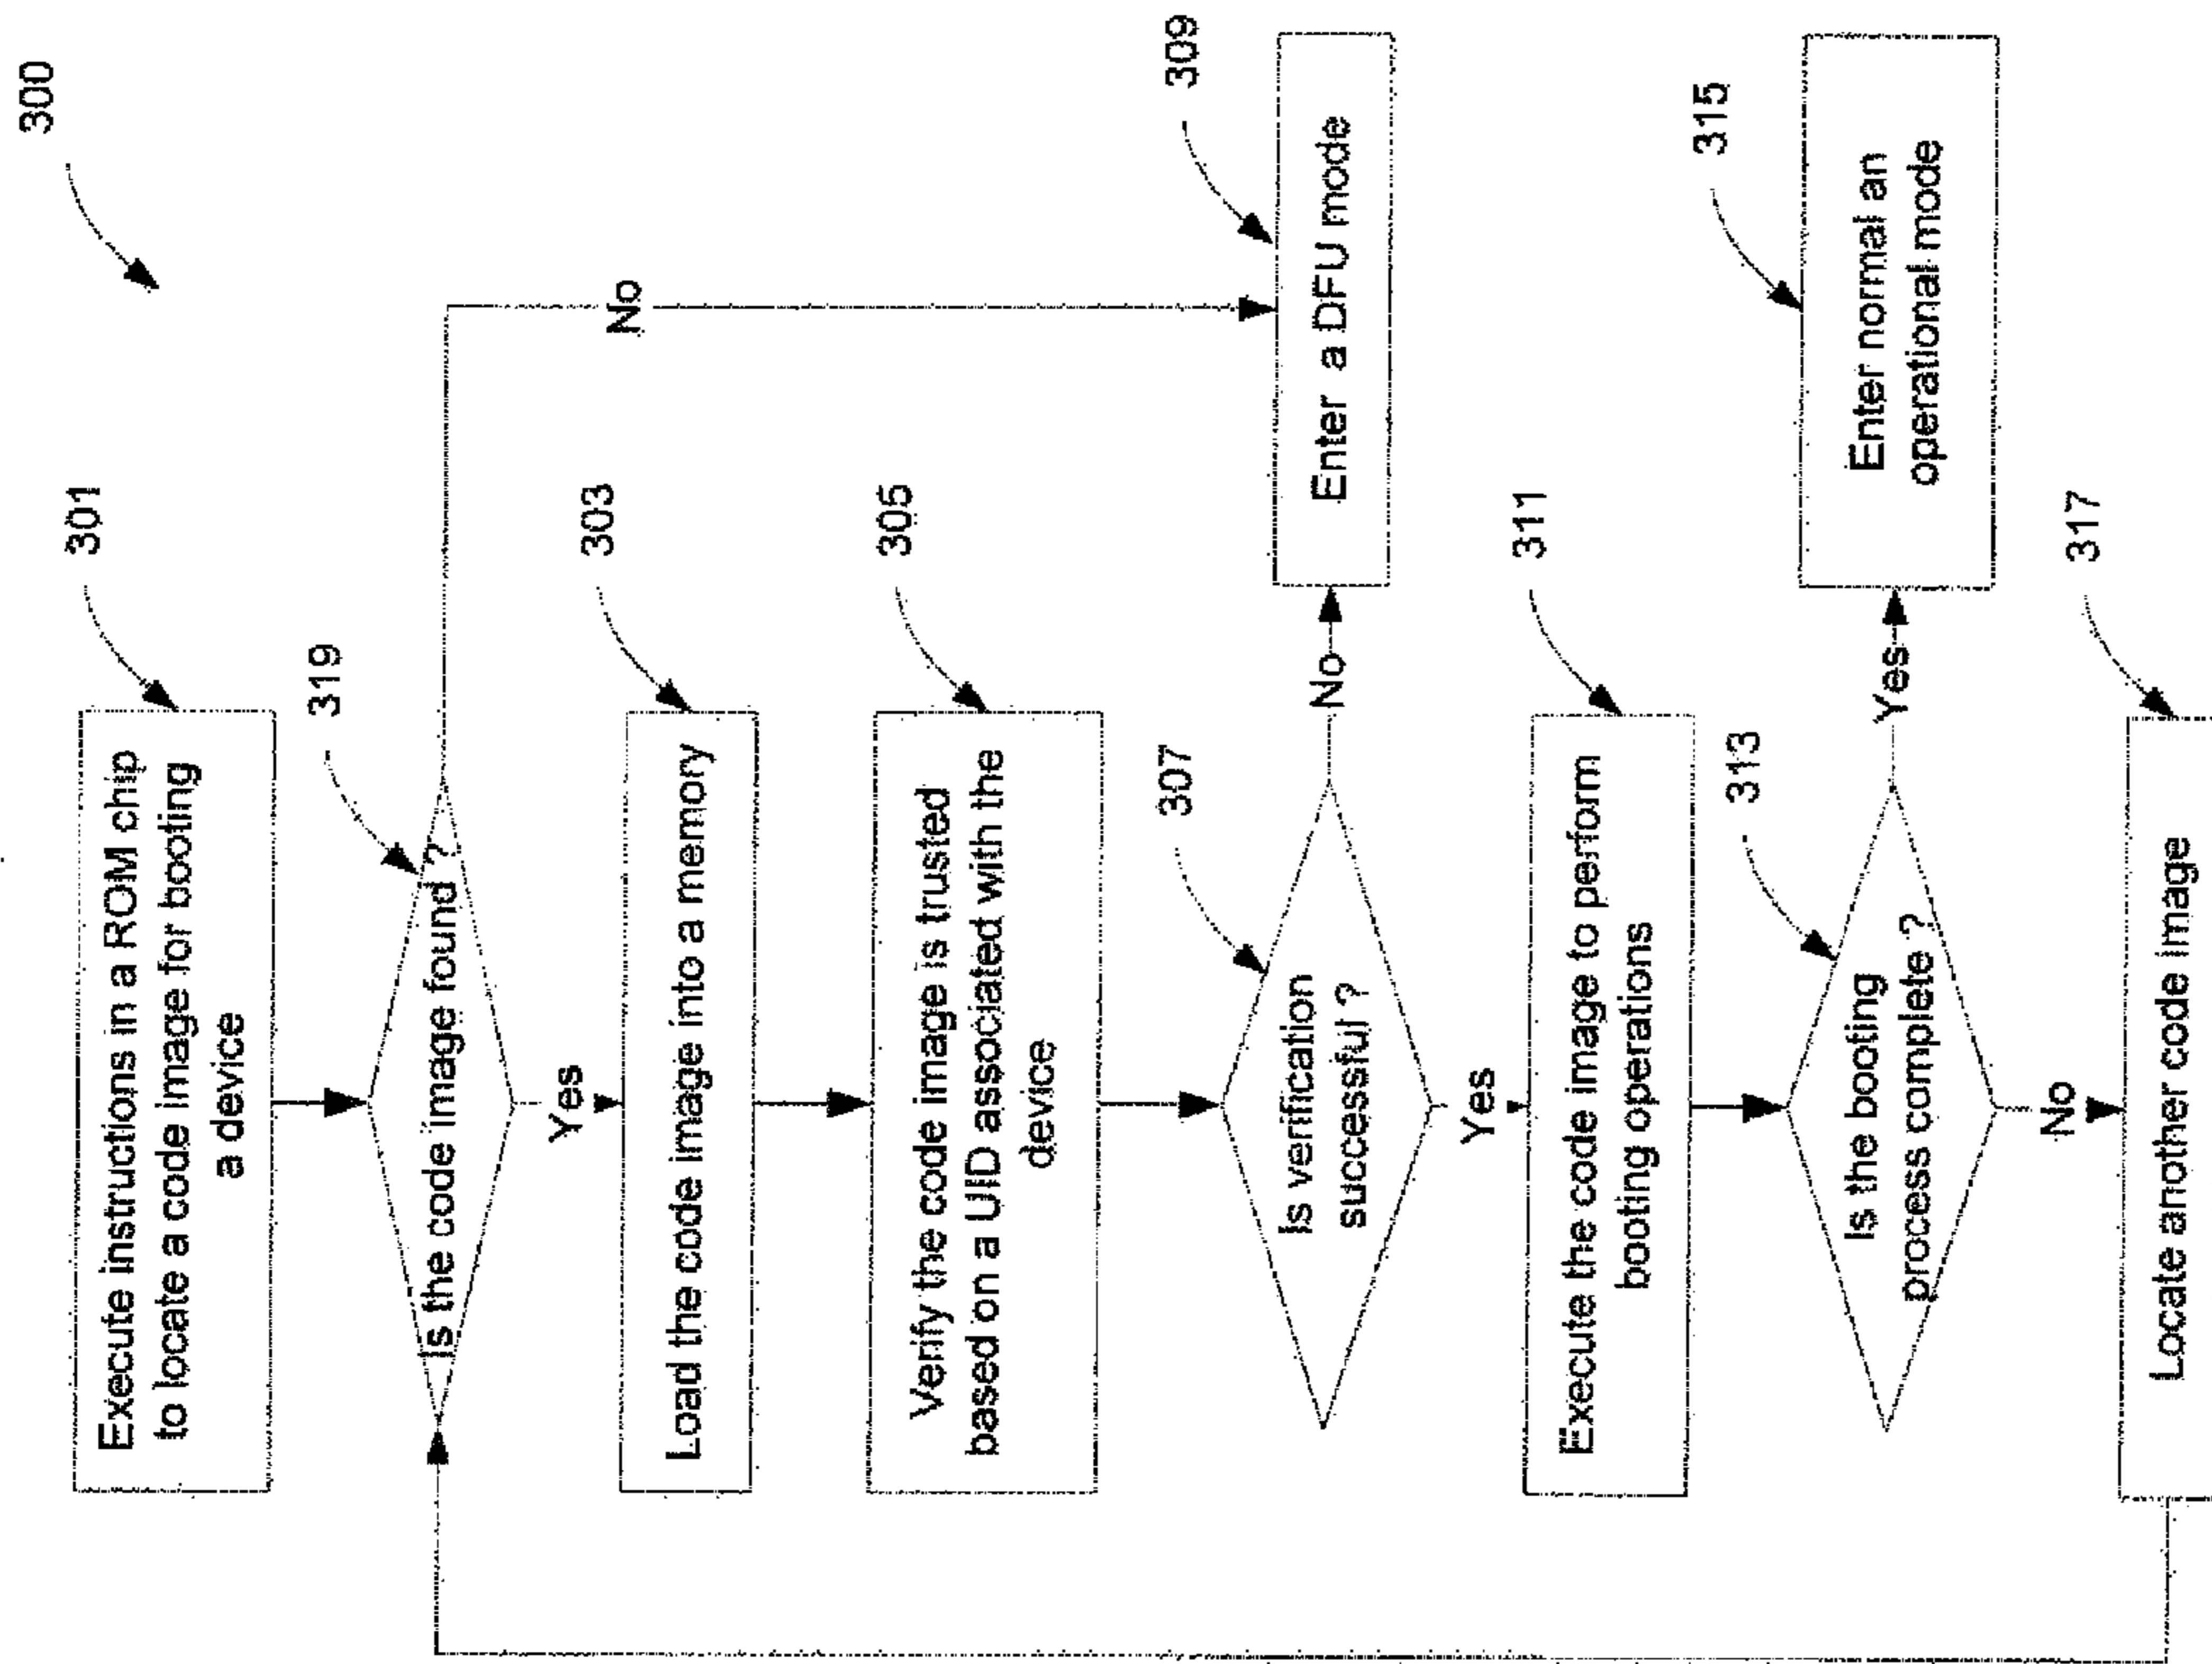 300
301
Execute instructions in a ROM chip
to locate a code image for booting
a device
319
Is the code image found ?
No
Yes
303
Load the code image into a memory
305
Verify the code image is trusted
based on a UID associated with the
device
307
Is verification
successful ?
No
309
Enter a DFU mode
Yes
311
Execute the code image to perform
booting operations
313
Is the booting
process complete ?
Yes
315
Enter normal an
operational mode
No
317
Locate another code image